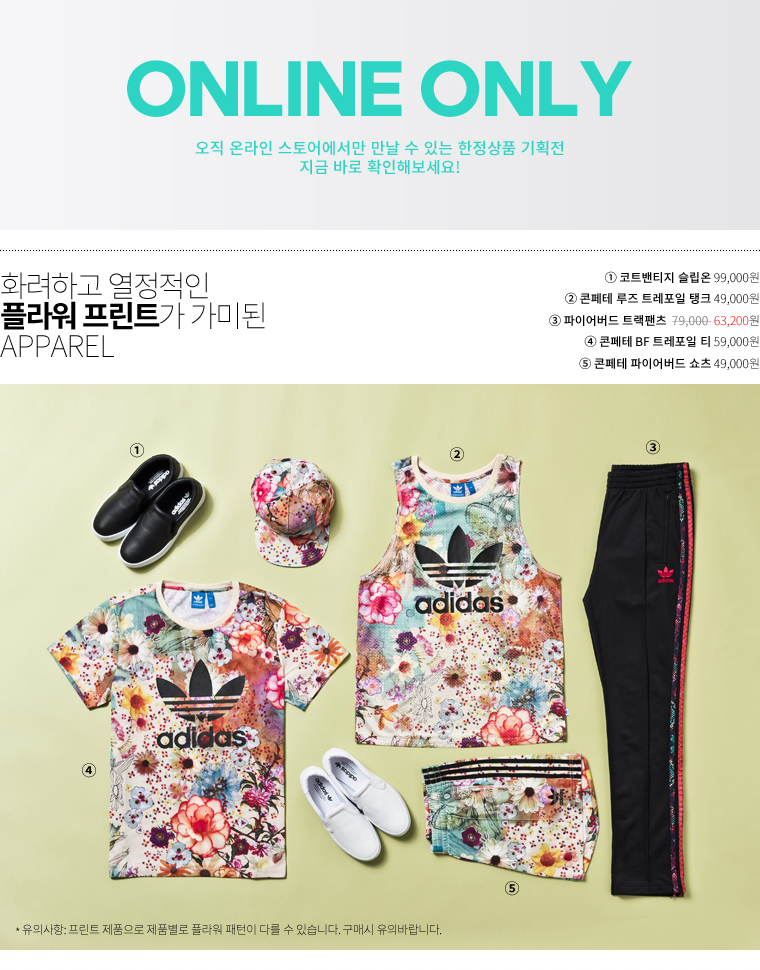 ONLINE ONLY
오직 온라인 스토어에서만 만날 수 있는 한정상품 기획전
지금 바로 확인해보세요!
화려하고 열정적인
플라워 프린트가 가미된
APPAREL
① 코트밴티지 슬립온 99,000원
② 콘페테 루즈 트레포일 탱크 49,000원
③ 파이어버드 트랙팬츠 79,000 63,200원
④ 콘페테 BF 트레포일 티 59,000원
⑤ 콘페테 파이어버드 쇼츠 49,000원
①
②
③
adidas
adidas
adidas
adidas
adidas
④
adidas
adidas
⑤
* 유의사항: 프린트 제품으로 제품별로 플라워 패턴이 다를 수 있습니다. 구매시 유의바랍니다.